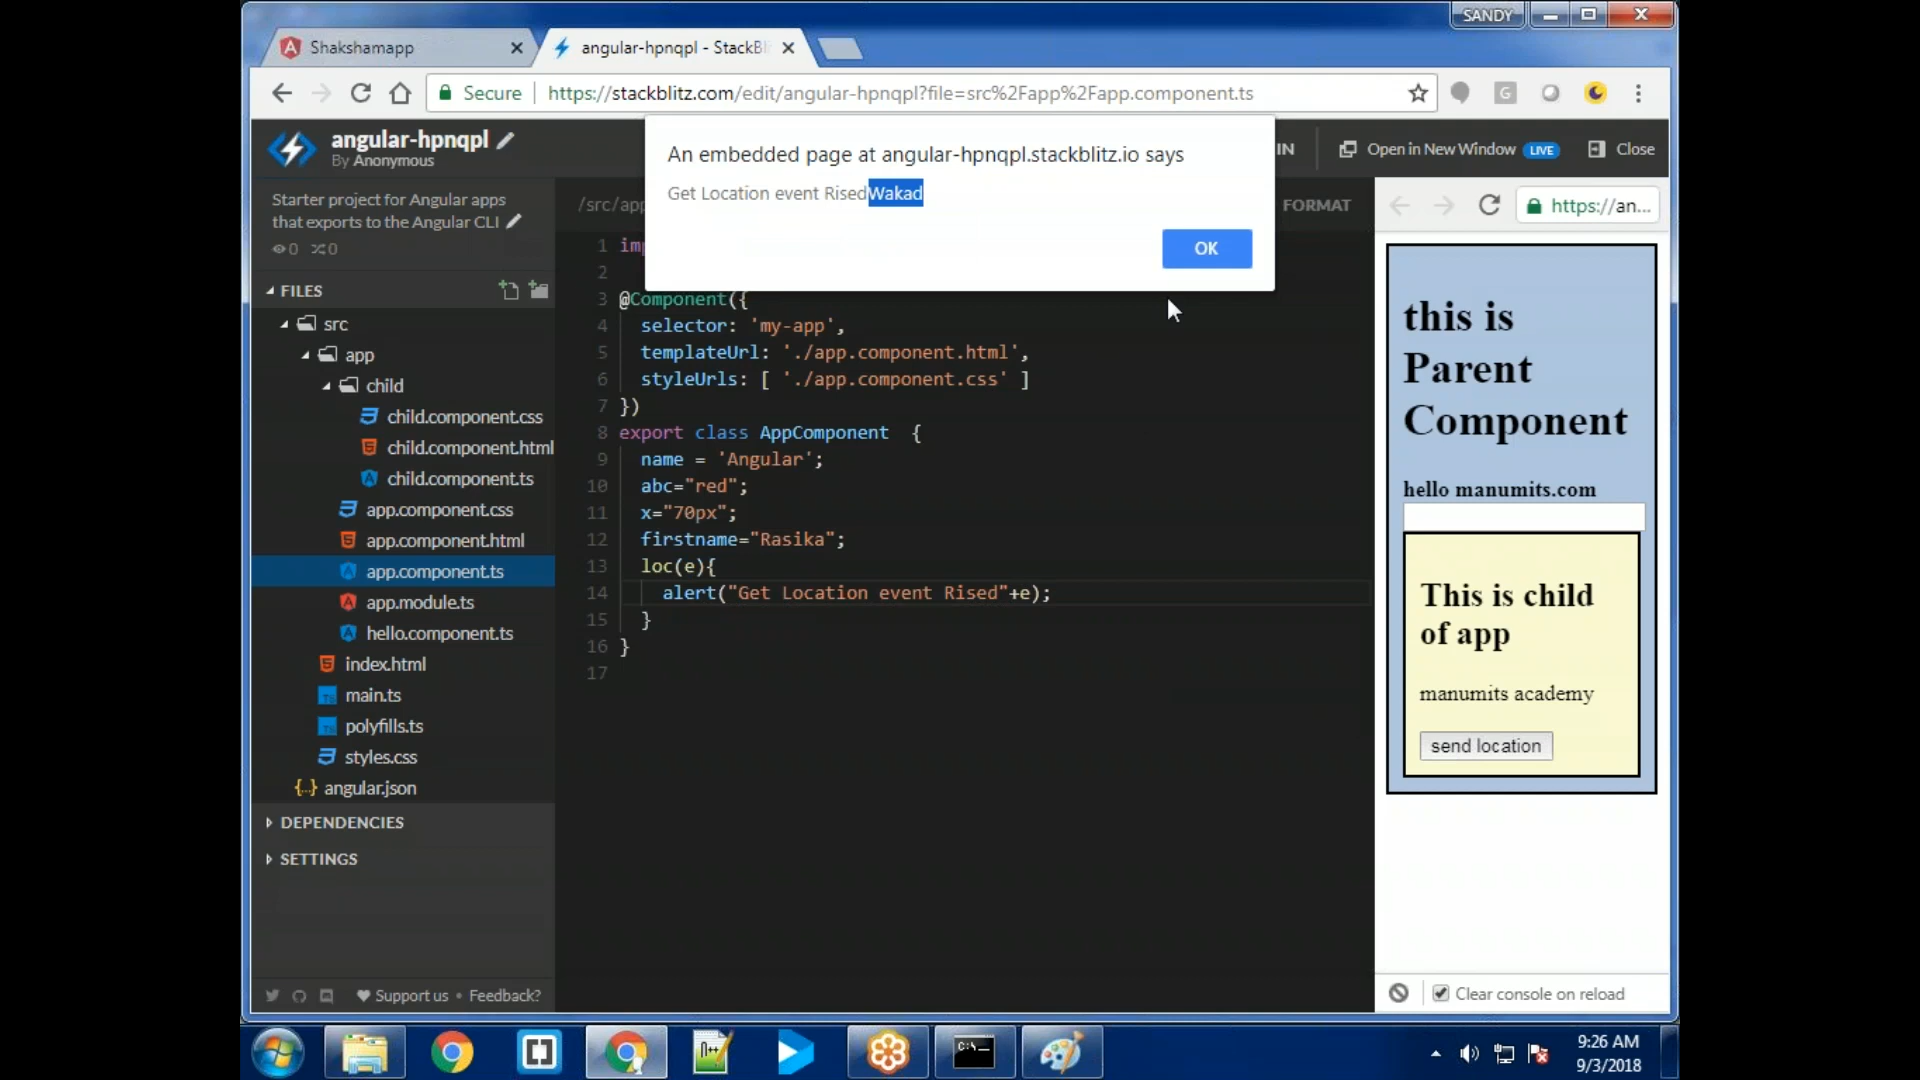 SANDY
Shakshamapp
angular-hpnqpl - StackBl
Secure
https://stackblitz.com/edit/angular-hpnqpl?file=src%2Fapp%2Fapp.component.ts
angular-hpnqpl
By Anonymous
IN
Open in New Window LIVE
Close
An embedded page at angular-hpnqpl.stackblitz.io says
Get Location event RisedWakad
OK
Starter project for Angular apps
that exports to the Angular CLI
0 0
/src/app
FORMAT
https://an...
FILES
src
app
child
child.component.css
child.component.html
child.component.ts
app.component.css
app.component.html
app.component.ts
app.module.ts
hello.component.ts
index.html
main.ts
polyfills.ts
styles.css
{..} angular.json
DEPENDENCIES
SETTINGS
Support us • Feedback?
1 im
2
3 @Component({
4 selector: 'my-app',
5 templateUrl: './app.component.html',
6 styleUrls: [ './app.component.css' ]
7 })
8 export class AppComponent {
9 name = 'Angular';
10 abc="red";
11 x="70px";
12 firstname="Rasika";
13 loc(e){
14 alert("Get Location event Rised"+e);
15 }
16 }
17
this is
Parent
Component
hello manumits.com
This is child
of app
manumits academy
send location
Clear console on reload
9:26 AM
9/3/2018